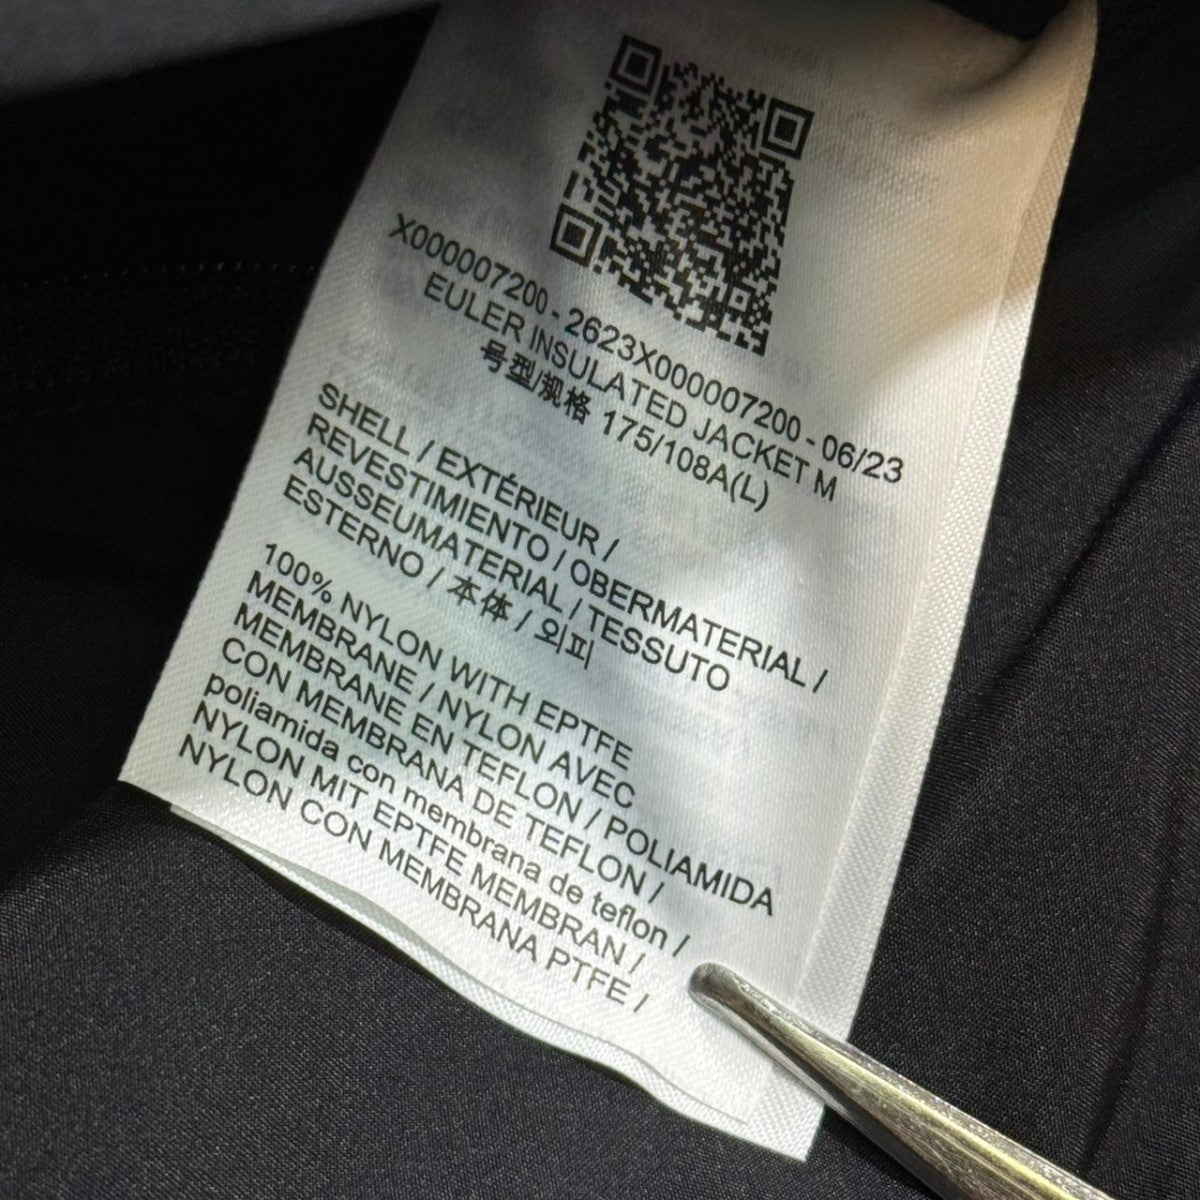 X000007200 - 2623X000007200 - 06/23
EULER INSULATED JACKET M
号型/规格 175/108A(L)
SHELL / EXTÉRIEUR /
REVESTIMIENTO / OBERMATERIAL /
AUSSEUMATERIAL / TESSUTO
ESTERNO / 本体 / 외피
100% NYLON WITH EPTFE
MEMBRANE / NYLON AVEC
MEMBRANE EN TEFLON / POLIAMIDA
CON MEMBRANA DE TEFLON /
poliamida con membrana de teflon /
NYLON MIT EPTFE MEMBRAN /
NYLON CON MEMBRANA PTFE /